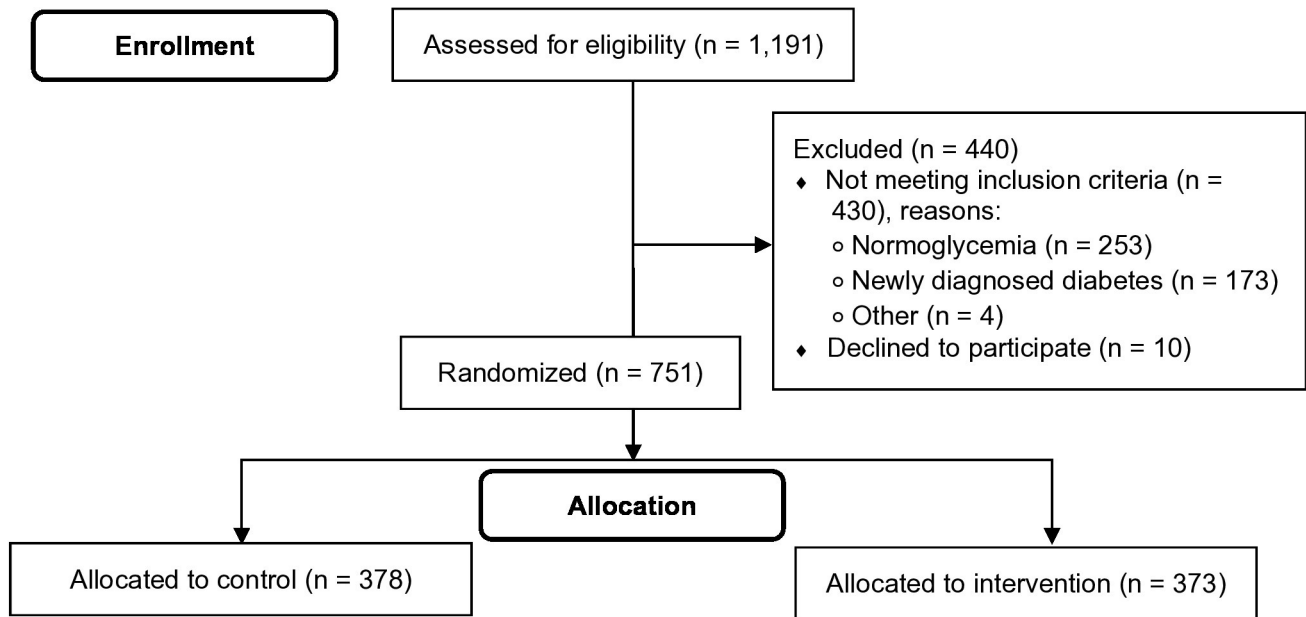 Enrollment
Assessed for eligibility (n = 1,191)
Excluded (n = 440)
♦ Not meeting inclusion criteria (n =
430), reasons:
o Normoglycemia (n = 253)
o Newly diagnosed diabetes (n = 173)
o Other (n = 4)
♦ Declined to participate (n = 10)
Randomized (n = 751)
Allocation
Allocated to control (n = 378)
Allocated to intervention (n = 373)